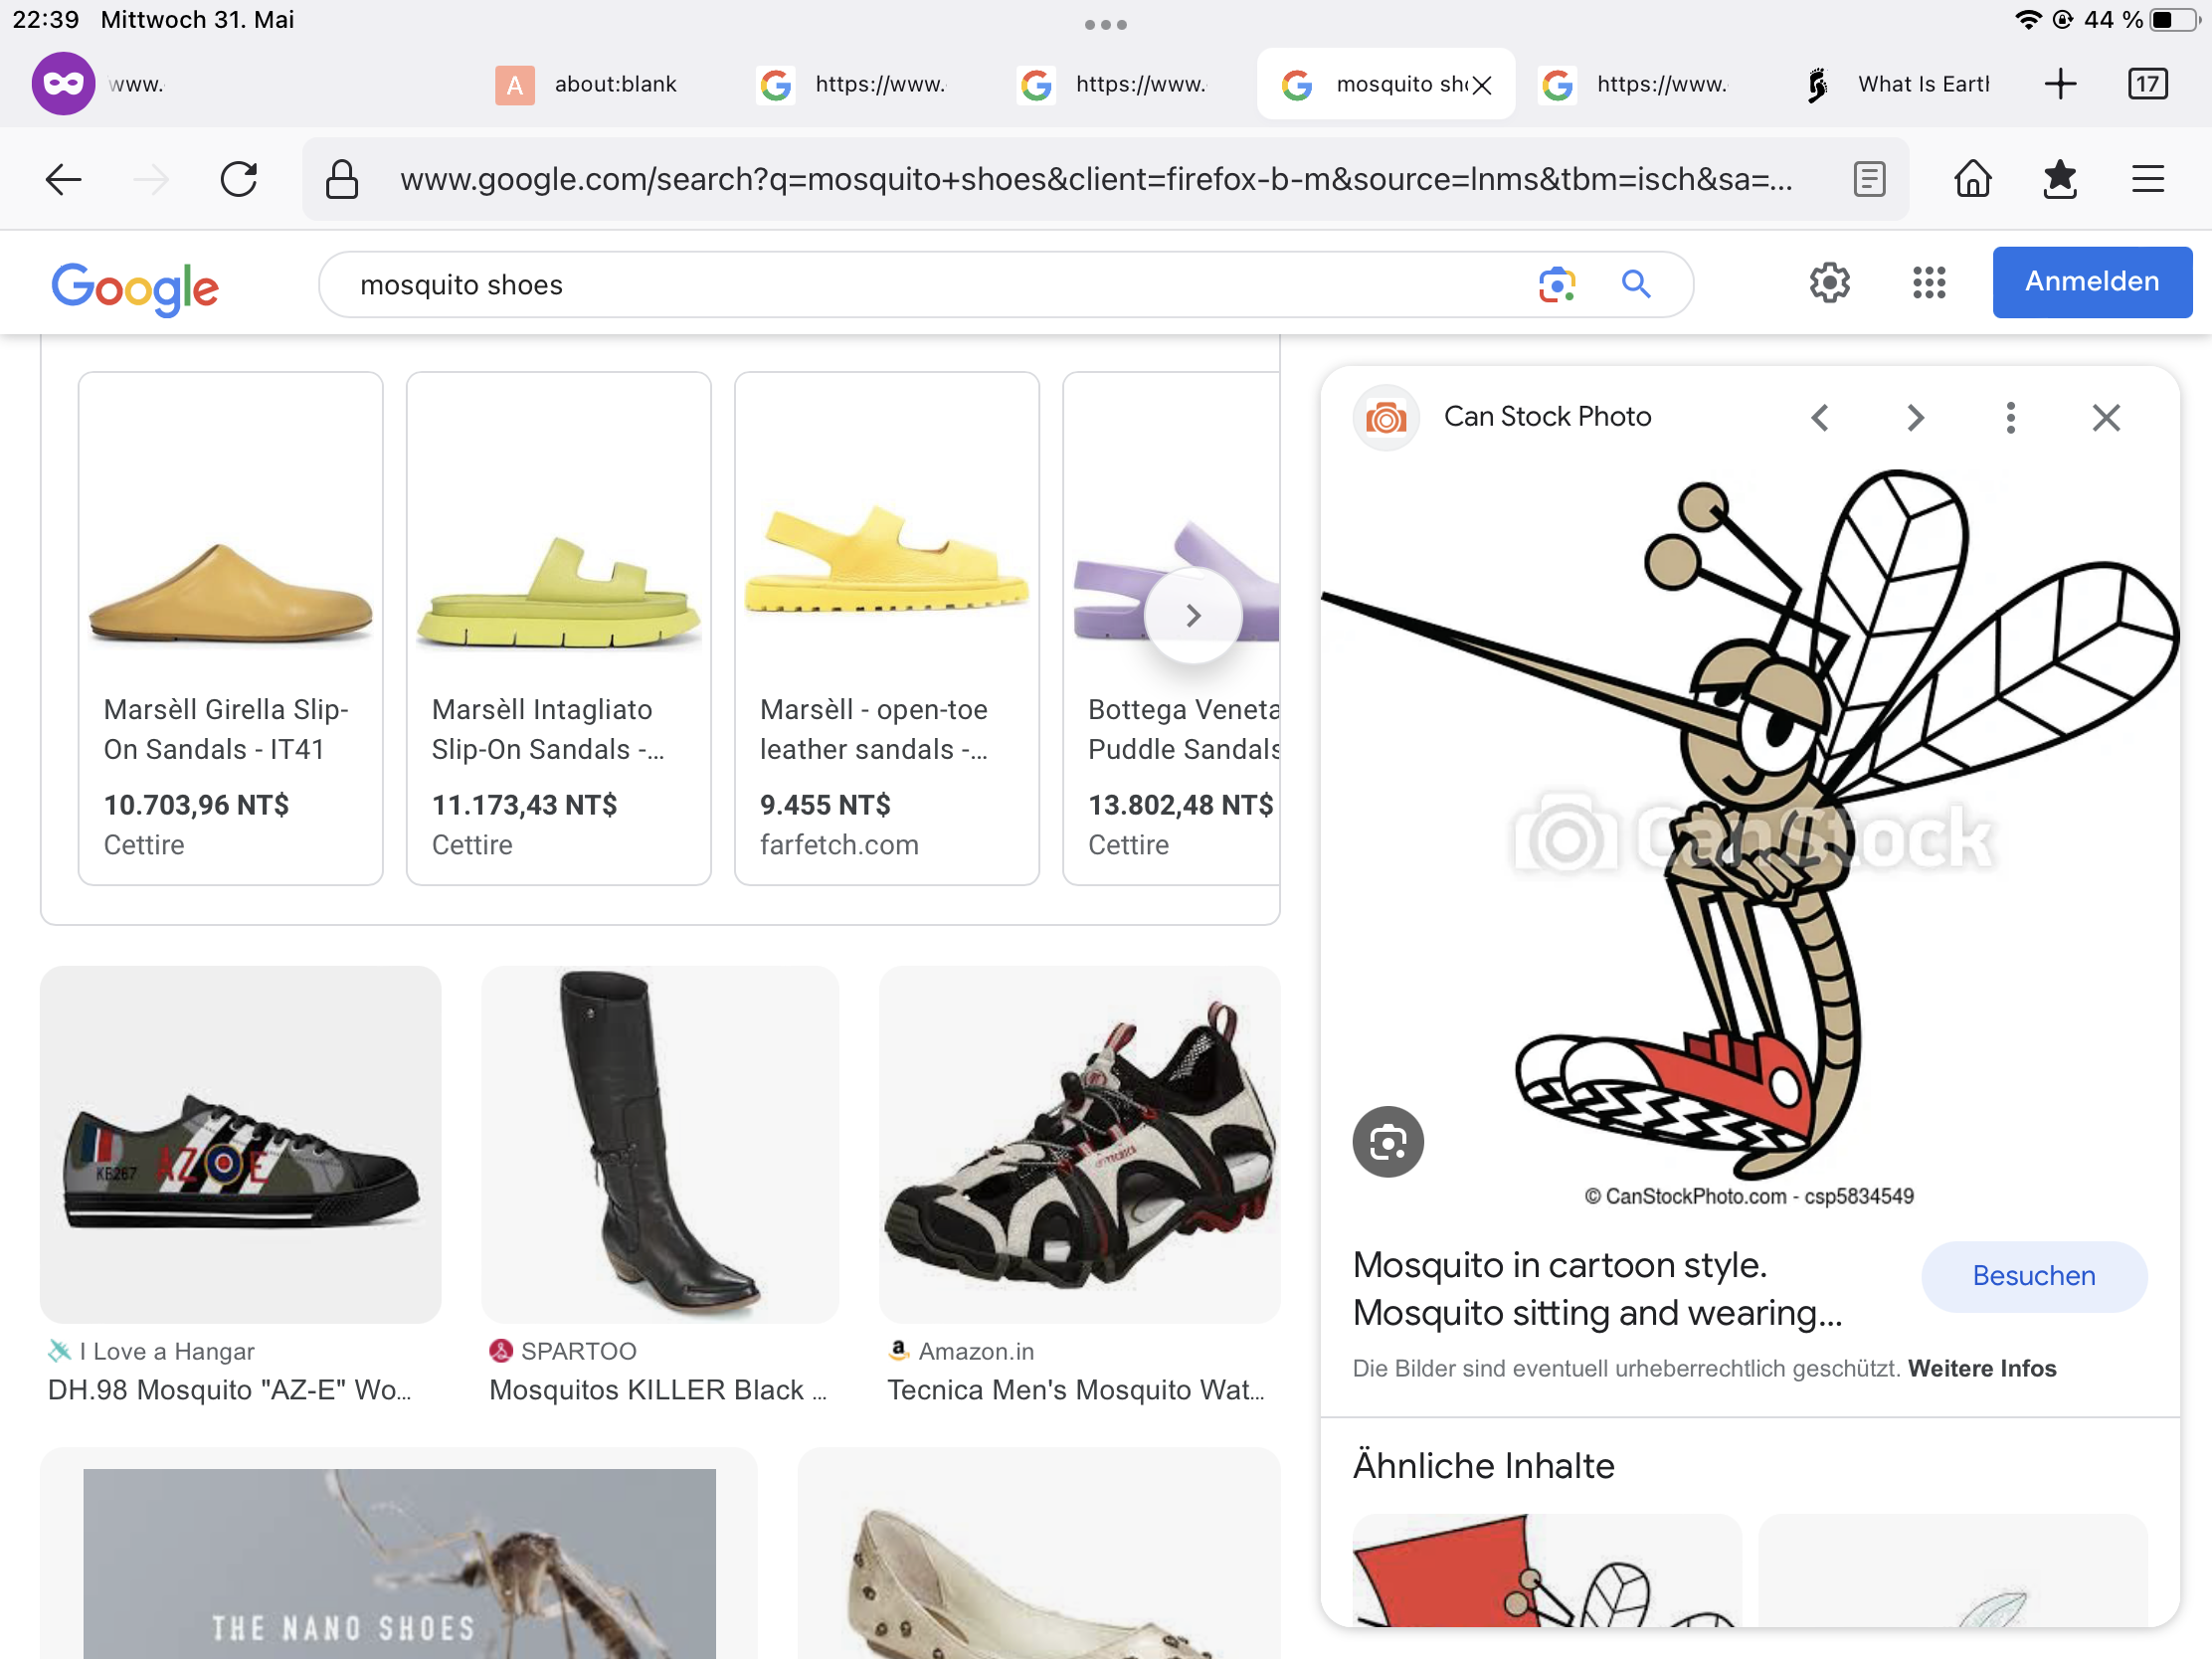 22:39 Mittwoch 31. Mai
44 %
www.
A about:blank
https://www.
https://www.
mosquito sho
https://www.
What Is Eartl
17
www.google.com/search?q=mosquito+shoes&client=firefox-b-m&source=lnms&tbm=isch&sa=...
Google
mosquito shoes
Anmelden
Marsèll Girella Slip-
On Sandals - IT41
10.703,96 NT$
Cettire
Marsèll Intagliato
Slip-On Sandals -...
11.173,43 NT$
Cettire
Marsèll - open-toe
leather sandals -...
9.455 NT$
farfetch.com
Bottega Veneta
Puddle Sandals
13.802,48 NT$
Cettire
KB267
AZ E
I Love a Hangar
DH.98 Mosquito "AZ-E" Wo...
SPARTOO
Mosquitos KILLER Black ...
Amazon.in
Tecnica Men's Mosquito Wat...
THE NANO SHOES
Can Stock Photo
CanStock
© CanStockPhoto.com - csp5834549
Mosquito in cartoon style.
Mosquito sitting and wearing...
Besuchen
Die Bilder sind eventuell urheberrechtlich geschützt. Weitere Infos
Ähnliche Inhalte